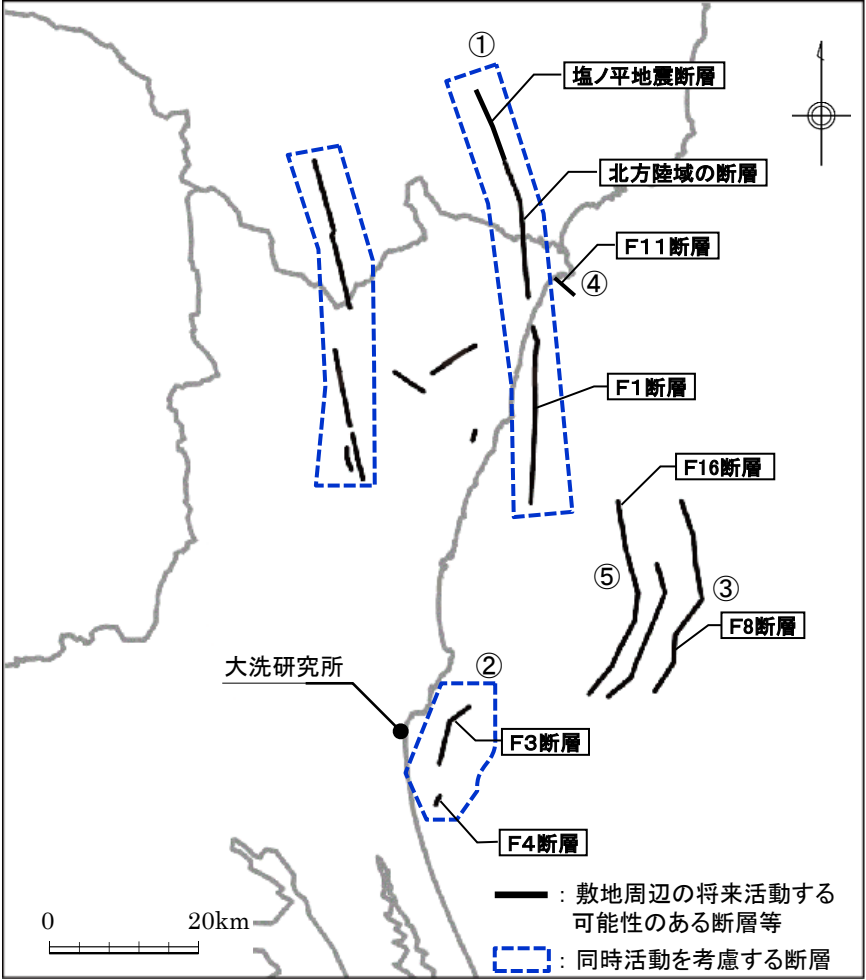 ①
塩ノ平地震断層
北方陸域の断層
F11断層
④
F1断層
F16断層
⑤
③
F8断層
大洗研究所
②
F3断層
F4断層
0 20km
：敷地周辺の将来活動する
可能性のある断層等
：同時活動を考慮する断層